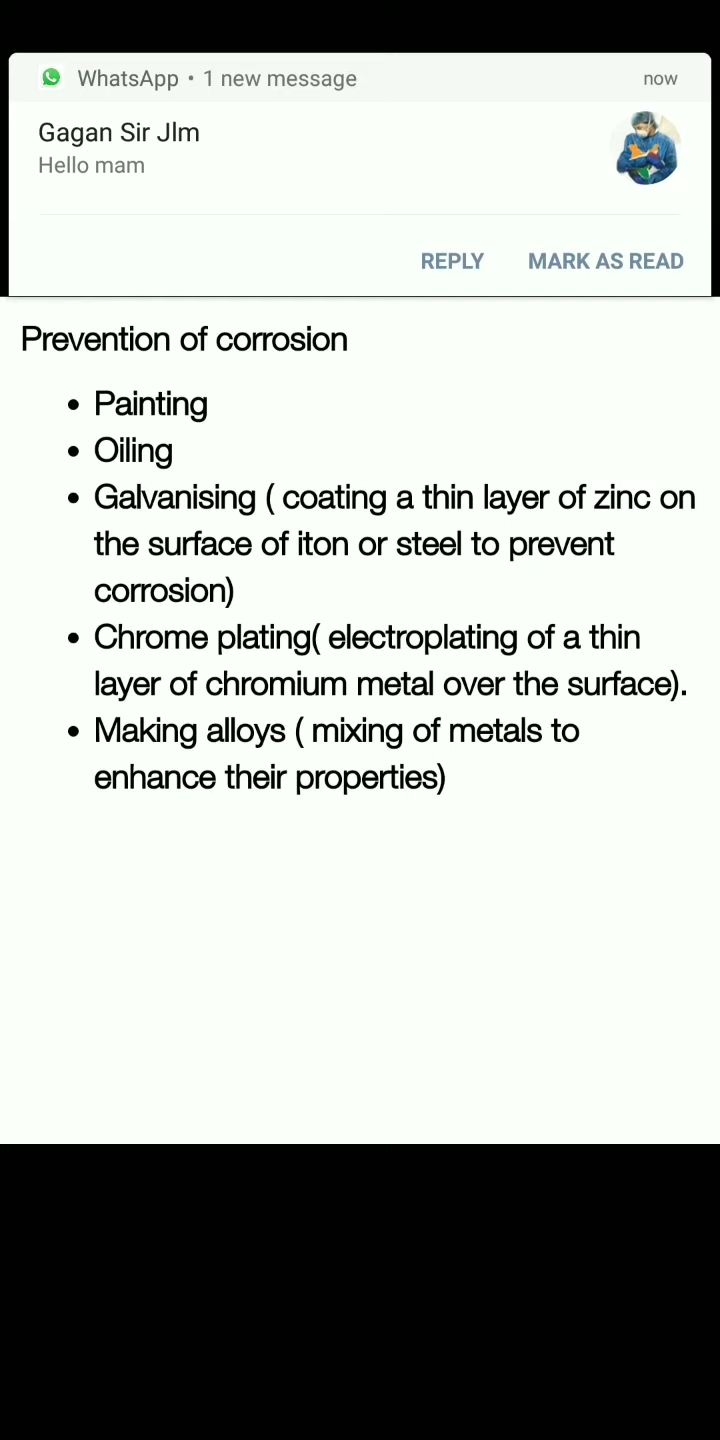 WhatsApp • 1 new message now
Gagan Sir Jlm
Hello mam
REPLY MARK AS READ
Prevention of corrosion
• Painting
• Oiling
• Galvanising ( coating a thin layer of zinc on
the surface of iton or steel to prevent
corrosion)
• Chrome plating( electroplating of a thin
layer of chromium metal over the surface).
• Making alloys ( mixing of metals to
enhance their properties)